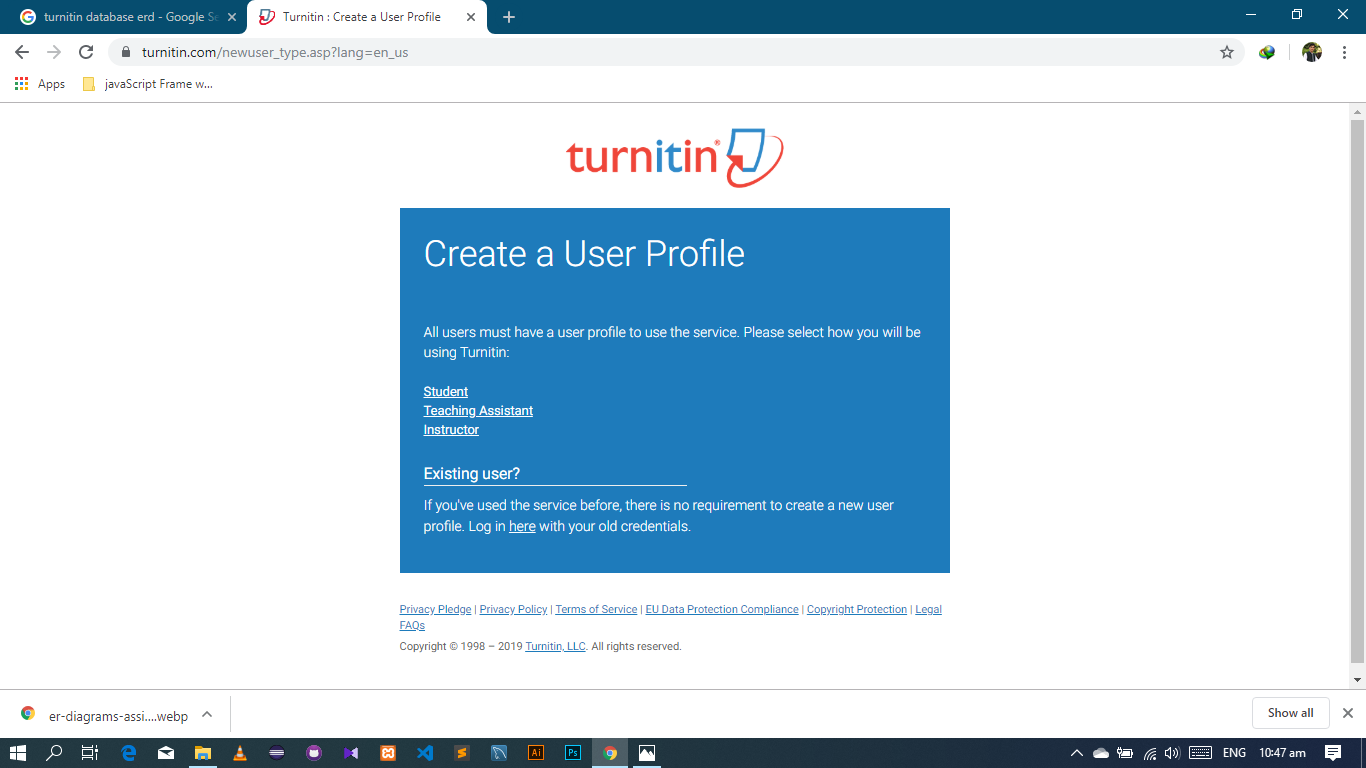 turnitin database erd - Google Se
Turnitin : Create a User Profile
turnitin.com/newuser_type.asp?lang=en_us
Apps
javaScript Frame w...
turnitin®
Create a User Profile
All users must have a user profile to use the service. Please select how you will be
using Turnitin:
Student
Teaching Assistant
Instructor
Existing user?
If you've used the service before, there is no requirement to create a new user
profile. Log in here with your old credentials.
Privacy Pledge | Privacy Policy | Terms of Service | EU Data Protection Compliance | Copyright Protection | Legal
FAQs
Copyright © 1998 – 2019 Turnitin, LLC. All rights reserved.
er-diagrams-assi....webp
Show all
Ai
Ps
ENG
10:47 am